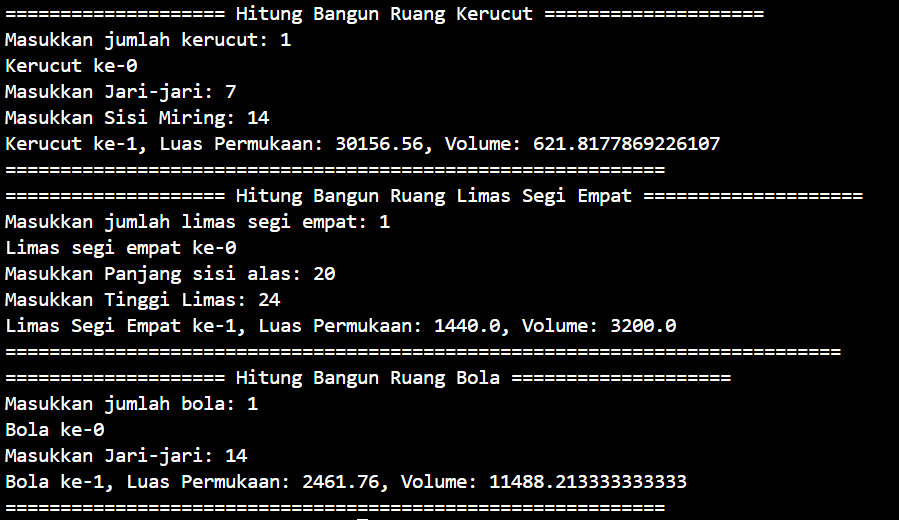 ==================== Hitung Bangun Ruang Kerucut ====================
Masukkan jumlah kerucut: 1
Kerucut ke-0
Masukkan Jari-jari: 7
Masukkan Sisi Miring: 14
Kerucut ke-1, Luas Permukaan: 30156.56, Volume: 621.8177869226107
============================================================
==================== Hitung Bangun Ruang Limas Segi Empat ====================
Masukkan jumlah limas segi empat: 1
Limas segi empat ke-0
Masukkan Panjang sisi alas: 20
Masukkan Tinggi Limas: 24
Limas Segi Empat ke-1, Luas Permukaan: 1440.0, Volume: 3200.0
============================================================================
==================== Hitung Bangun Ruang Bola ====================
Masukkan jumlah bola: 1
Bola ke-0
Masukkan Jari-jari: 14
Bola ke-1, Luas Permukaan: 2461.76, Volume: 11488.213333333333
============================================================